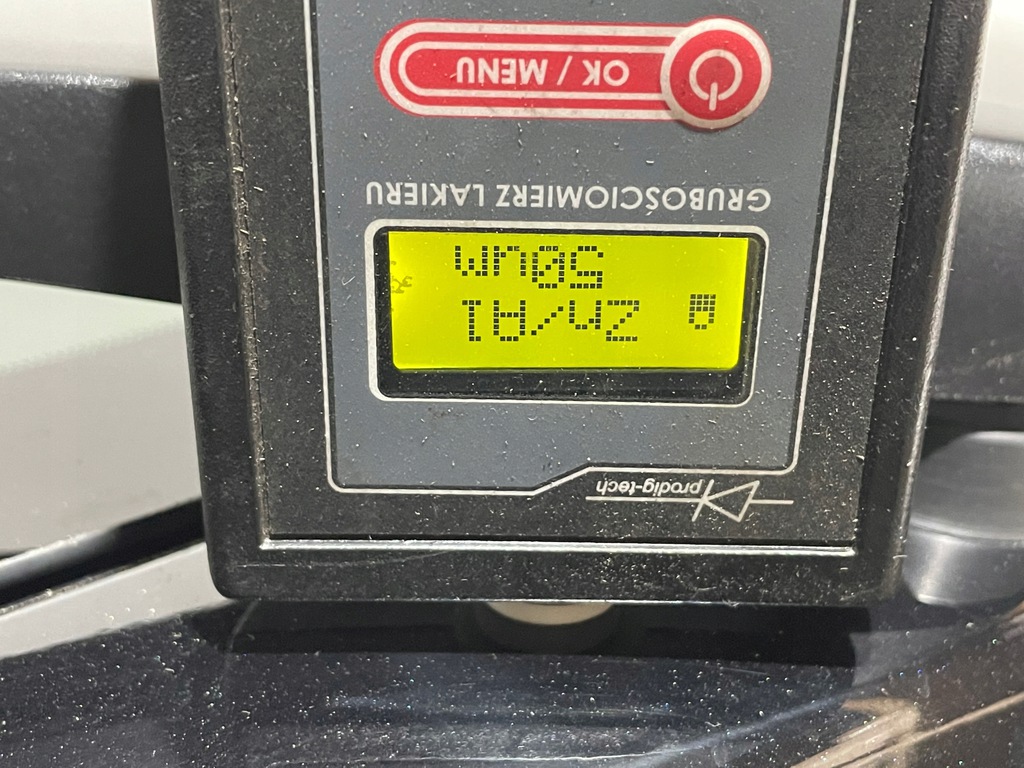 prodig-tech
Zn/Al
50um
GRUBOŚCIOMIERZ LAKIERU
OK / MENU